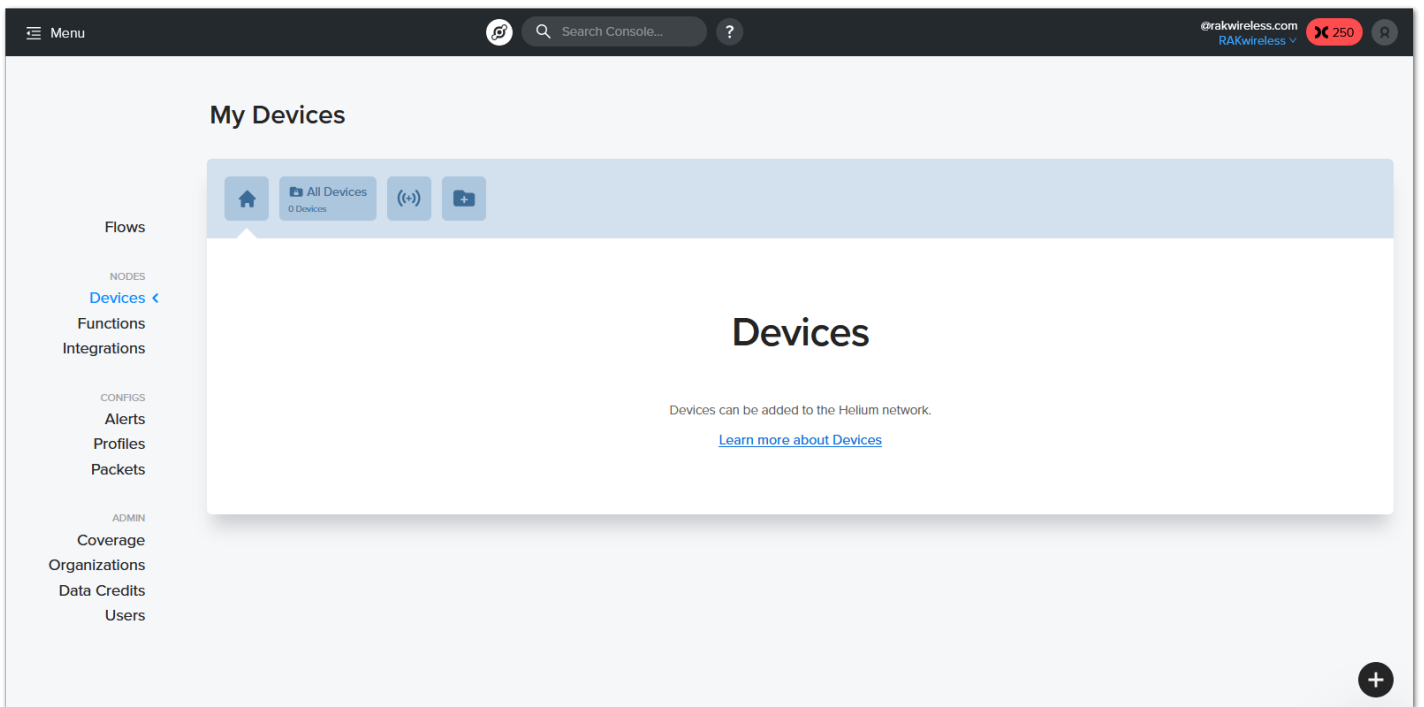 Menu
Search Console...
?
@rakwireless.com
RAKwireless
250
My Devices
All Devices
0 Devices
Flows
NODES
Devices
Functions
Integrations
CONFIGS
Alerts
Profiles
Packets
ADMIN
Coverage
Organizations
Data Credits
Users
Devices
Devices can be added to the Helium network.
Learn more about Devices